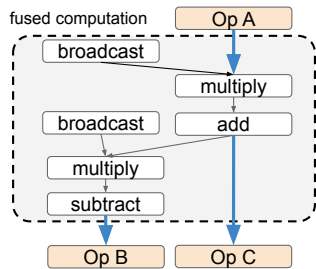 fused computation
Op A
broadcast
multiply
broadcast
add
multiply
subtract
Op B
Op C